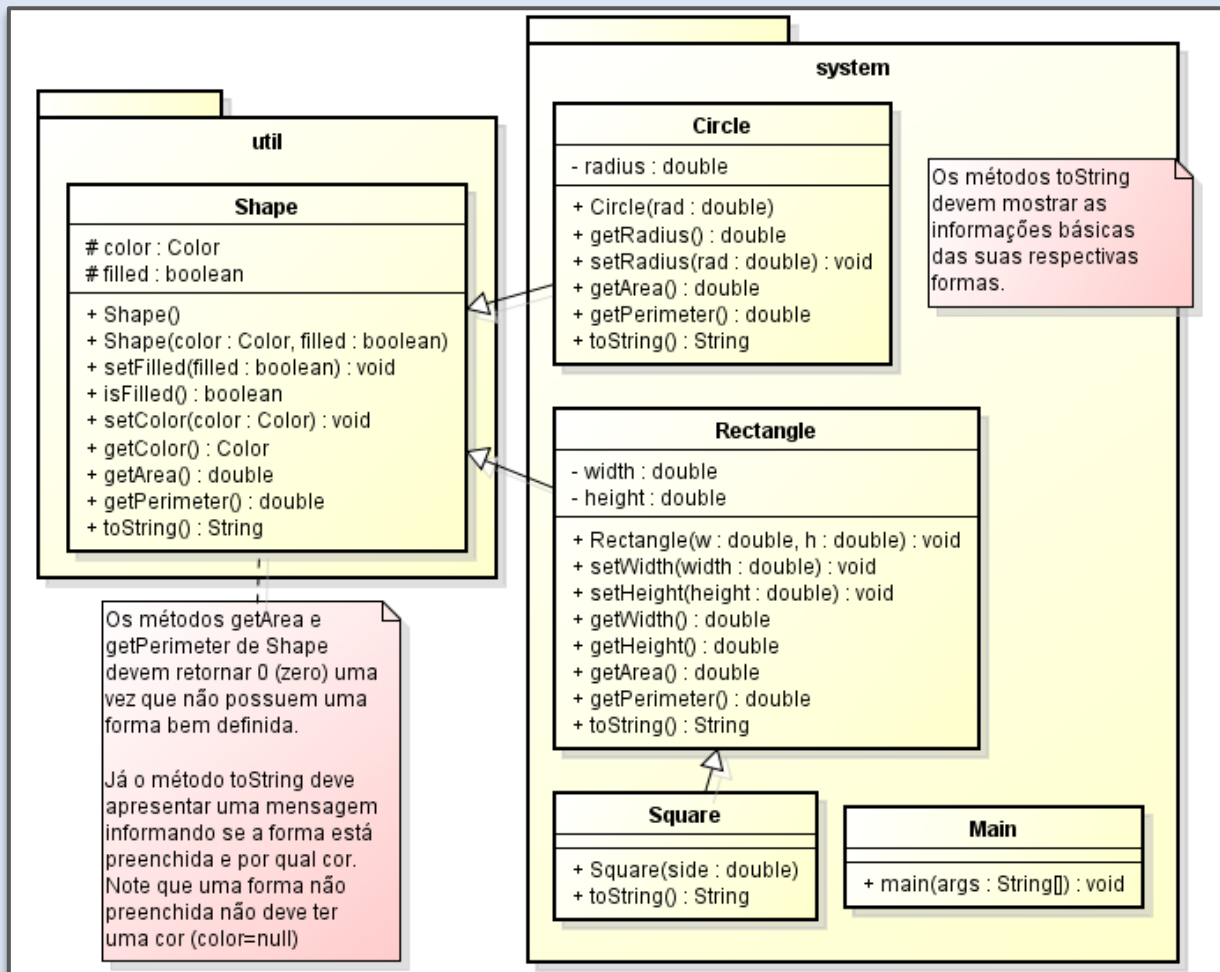 util
Shape
# color : Color
# filled : boolean
+ Shape()
+ Shape(color : Color, filled : boolean)
+ setFilled(filled : boolean) : void
+ isFilled() : boolean
+ setColor(color : Color) : void
+ getColor() : Color
+ getArea() : double
+ getPerimeter() : double
+ toString() : String
Os métodos getArea e
getPerimeter de Shape
devem retornar 0 (zero) uma
vez que não possuem uma
forma bem definida.
Já o método toString deve
apresentar uma mensagem
informando se a forma está
preenchida e por qual cor.
Note que uma forma não
preenchida não deve ter
uma cor (color=null)
system
Circle
- radius : double
+ Circle(rad : double)
+ getRadius() : double
+ setRadius(rad : double) : void
+ getArea() : double
+ getPerimeter() : double
+ toString() : String
Os métodos toString
devem mostrar as
informações básicas
das suas respectivas
formas.
Rectangle
- width : double
- height : double
+ Rectangle(w : double, h : double) : void
+ setWidth(width : double) : void
+ setHeight(height : double) : void
+ getWidth() : double
+ getHeight() : double
+ getArea() : double
+ getPerimeter() : double
+ toString() : String
Square
+ Square(side : double)
+ toString() : String
Main
+ main(args : String[]) : void